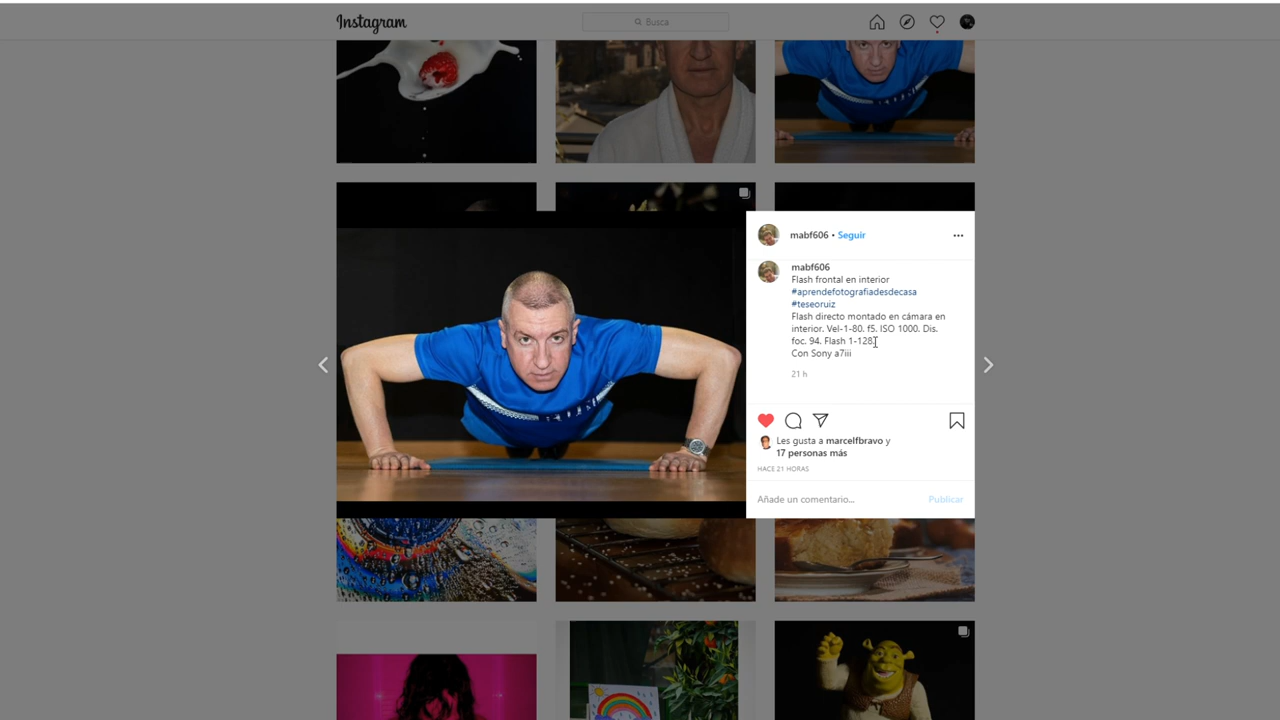 Instagram
Busca
mabf606 • Seguir
mabf606
Flash frontal en interior
#aprendefotografiadesdecasa
#teseoruiz
Flash directo montado en cámara en
interior. Vel-1-80. f5. ISO 1000. Dis.
foc. 94. Flash 1-128.
Con Sony a7iii
21 h
Les gusta a marcelfbravo y
17 personas más
HACE 21 HORAS
Añade un comentario...
Publicar